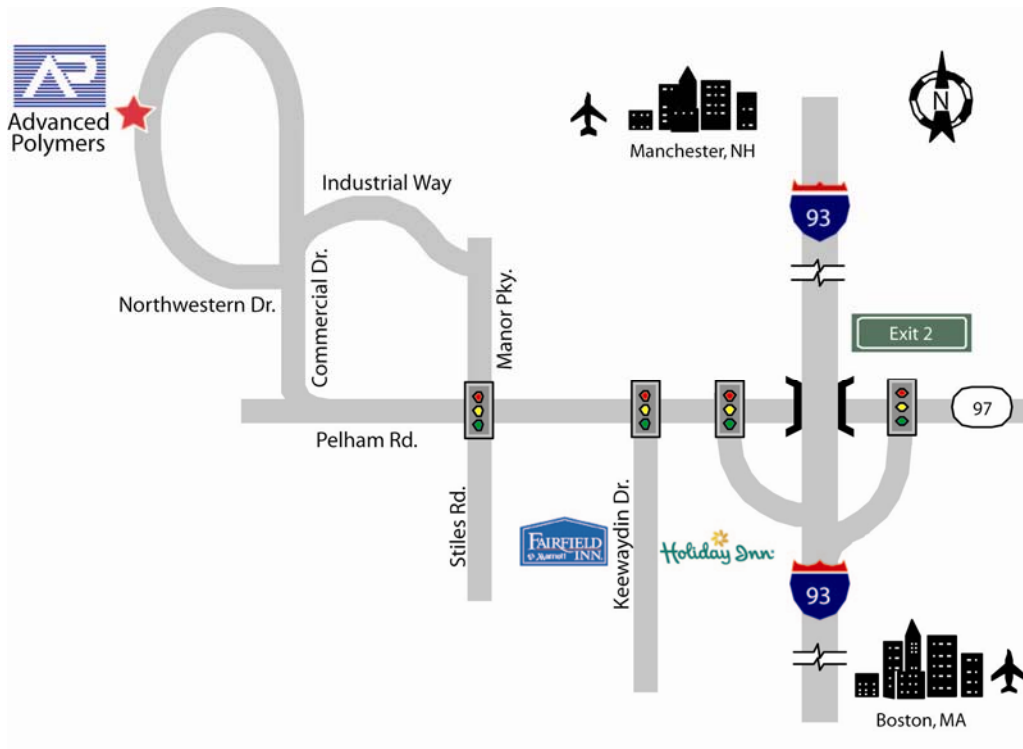 AP
Advanced
Polymers
Manchester, NH
N
Industrial Way
93
Northwestern Dr.
Commercial Dr.
Manor Pky.
Exit 2
97
Pelham Rd.
Stiles Rd.
FAIRFIELD
INN
Keewaydin Dr.
Holiday Inn
93
Boston, MA